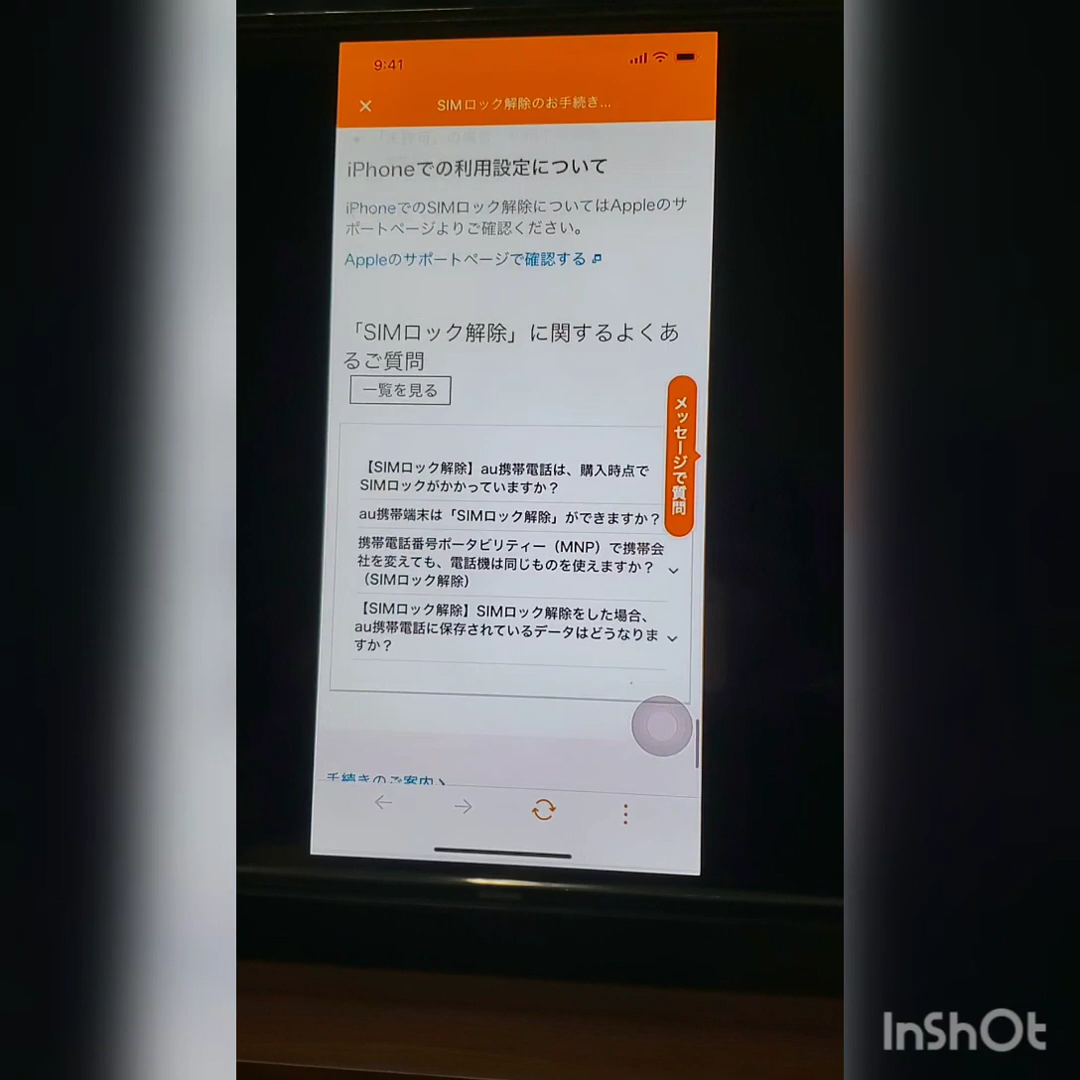 9:41
SIMロック解除のお手続き...
iPhoneでの利用設定について
iPhoneでのSIMロック解除についてはAppleのサ
ポートページよりご確認ください。
Appleのサポートページで確認する
「SIMロック解除」に関するよくあ
るご質問
一覧を見る
メッセージで質問
【SIMロック解除】au携帯電話は、購入時点で
SIMロックがかかっていますか？
au携帯端末は「SIMロック解除」ができますか？
携帯電話番号ポータビリティー（MNP）で携帯会
社を変えても、電話機は同じものを使えますか？
（SIMロック解除）
【SIMロック解除】SIMロック解除をした場合、
au携帯電話に保存されているデータはどうなりま
すか？
手続きのご案内
InShOt